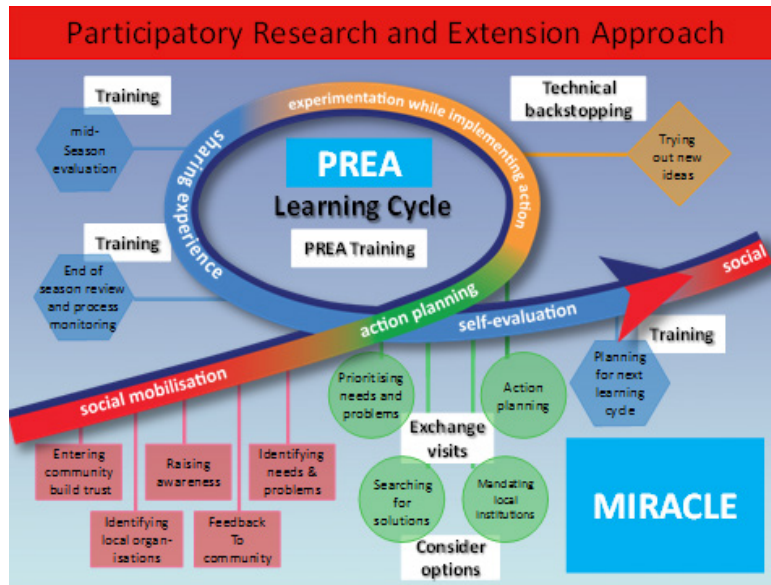 Participatory Research and Extension Approach
Training
mid-
Season
evaluation
experimentation while implementing action
Technical
backstopping
Trying
out new
ideas
sharing experience
PREA
Learning Cycle
PREA Training
Training
End of
season review
and process
monitoring
action planning
self-evaluation
social
Training
Planning
for next
learning
cycle
social mobilisation
Prioritising
needs and
problems
Action
planning
Exchange
visits
Entering
community
build trust
Raising
awareness
Identifying
needs &
problems
Searching
for
solutions
Mandating
local
institutions
Identifying
local organ-
isations
Feedback
To
community
Consider
options
MIRACLE